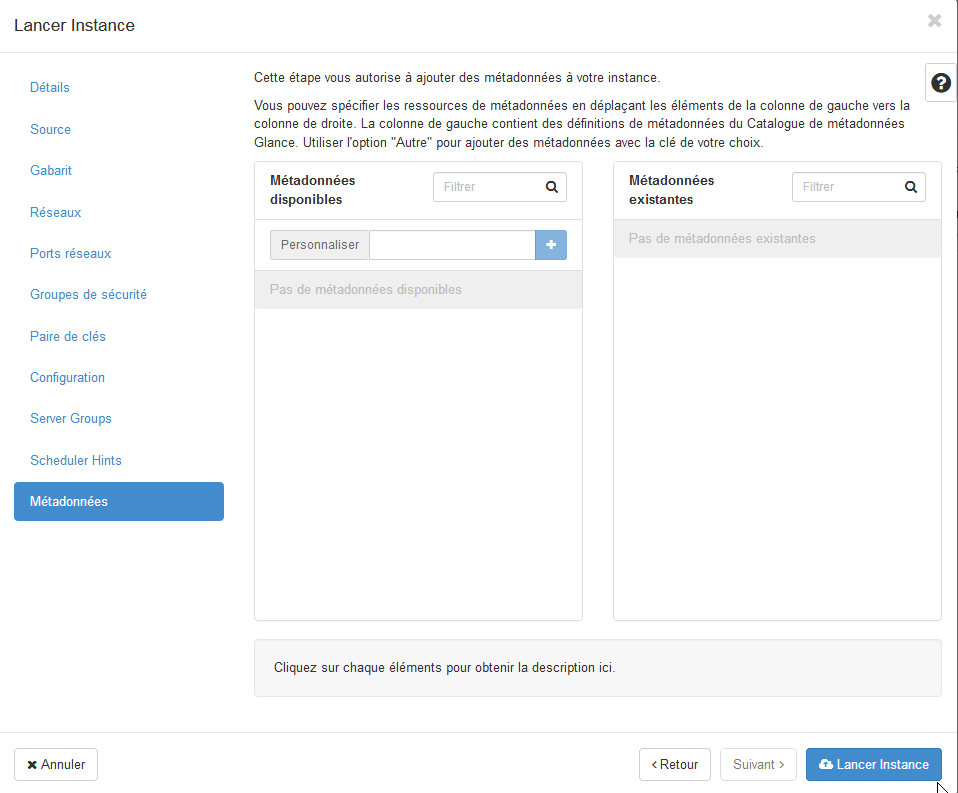 Lancer Instance
Détails
Source
Gabarit
Réseaux
Ports réseaux
Groupes de sécurité
Paire de clés
Configuration
Server Groups
Scheduler Hints
Métadonnées
Cette étape vous autorise à ajouter des métadonnées à votre instance.
Vous pouvez spécifier les ressources de métadonnées en déplaçant les éléments de la colonne de gauche vers la
colonne de droite. La colonne de gauche contient des définitions de métadonnées du Catalogue de métadonnées
Glance. Utiliser l'option "Autre" pour ajouter des métadonnées avec la clé de votre choix.
Métadonnées
disponibles
Filtrer
Personnaliser
Pas de métadonnées disponibles
Métadonnées
existantes
Filtrer
Pas de métadonnées existantes
Cliquez sur chaque éléments pour obtenir la description ici.
Annuler
Retour
Suivant
Lancer Instance